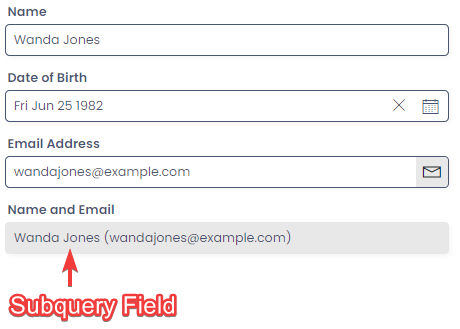 Name
Wanda Jones
Date of Birth
Fri Jun 25 1982
Email Address
wandajones@example.com
Name and Email
Wanda Jones (wandajones@example.com)
Subquery Field